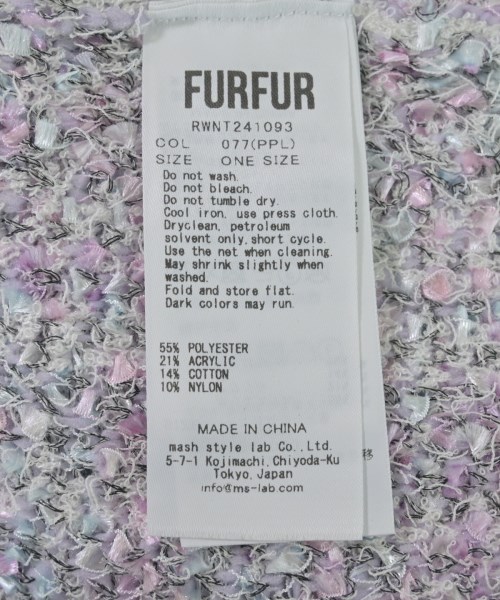 FURFUR
RWNT241093
COL 077(PPL)
SIZE ONE SIZE
Do not wash.
Do not bleach.
Do not tumble dry.
Cool iron, use press cloth.
Dryclean, petroleum
solvent only,short cycle.
Use the net when cleaning.
May shrink slightly when
washed.
Fold and store flat.
Dark colors may run.
55% POLYESTER
21% ACRYLIC
14% COTTON
10% NYLON
MADE IN CHINA
mash style lab Co.,Ltd.
5-7-1 Kojimachi,Chiyoda-Ku
Tokyo,Japan
info@ms-lab.com